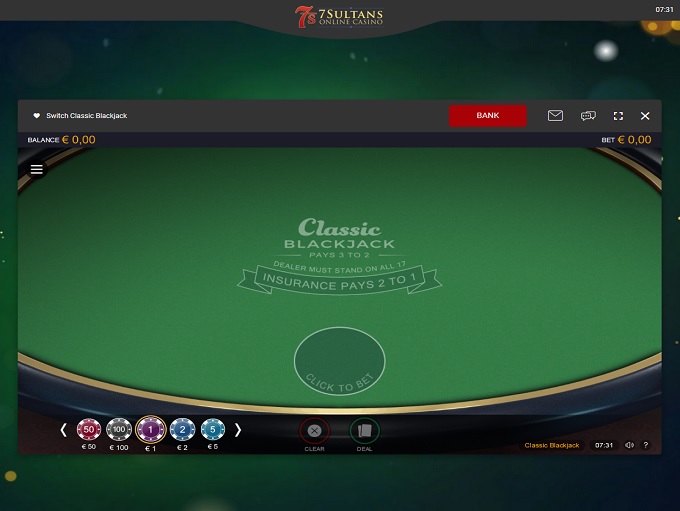 7s 7SULTANS
ONLINE CASINO
07:31
Switch Classic Blackjack
BANK
BALANCE € 0,00
BET € 0,00
Classic
BLACKJACK
PAYS 3 TO 2
DEALER MUST STAND ON ALL 17
INSURANCE PAYS 2 TO 1
CLICK TO BET
50 100 1 2 5
€ 50 € 100 € 1 € 2 € 5
CLEAR DEAL
Classic Blackjack 07:31 ?